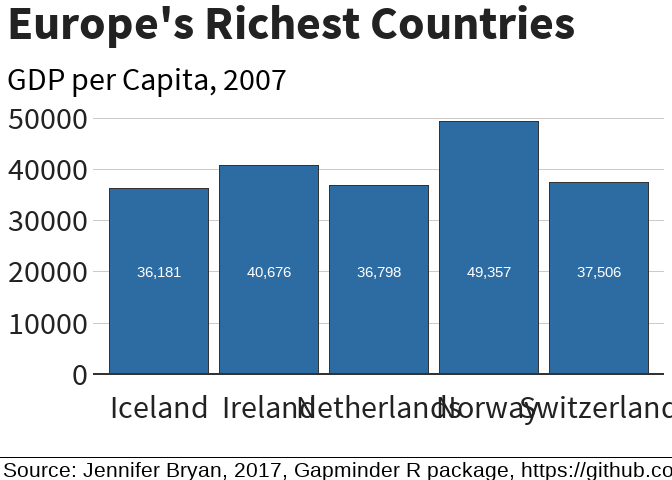 Europe's Richest Countries
GDP per Capita, 2007
50000
40000
30000
20000
10000
0
36,181 40,676 36,798 49,357 37,506
Iceland Ireland Netherlands Norway Switzerland
Source: Jennifer Bryan, 2017, Gapminder R package, https://github.co